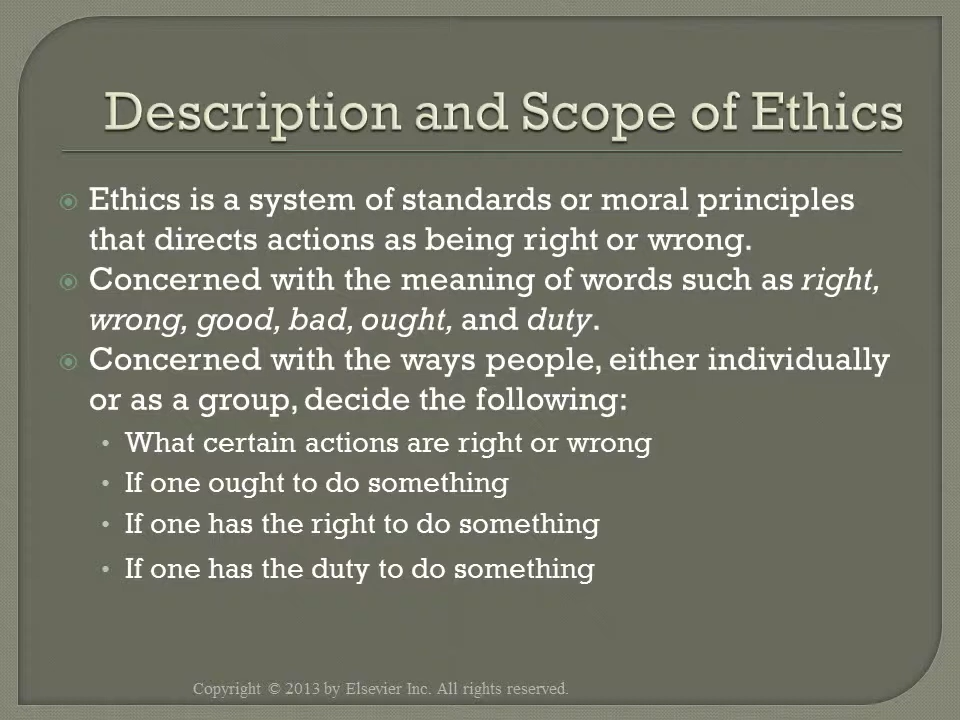 Description and Scope of Ethics
Ethics is a system of standards or moral principles
that directs actions as being right or wrong.
Concerned with the meaning of words such as right,
wrong, good, bad, ought, and duty.
Concerned with the ways people, either individually
or as a group, decide the following:
• What certain actions are right or wrong
• If one ought to do something
• If one has the right to do something
• If one has the duty to do something
Copyright © 2013 by Elsevier Inc. All rights reserved.